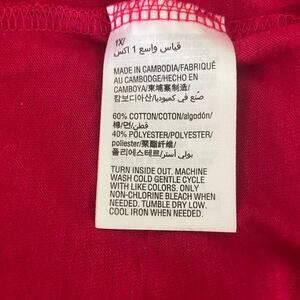 1X/
قياس واسع 1 اكس
MADE IN CAMBODIA/FABRIQUÉ
AU CAMBODGE/HECHO EN
CAMBOYA/柬埔寨制造/
캄보디아산/صنع في كمبوديا
60% COTTON/COTON/algodón/
棉/면/قطن
40% POLYESTER/POLYESTER/
poliester/聚酯纤维/
폴리에스테르/بولي أستر
TURN INSIDE OUT. MACHINE
WASH COLD GENTLE CYCLE
WITH LIKE COLORS. ONLY
NON-CHLORINE BLEACH WHEN
NEEDED. TUMBLE DRY LOW.
COOL IRON WHEN NEEDED.